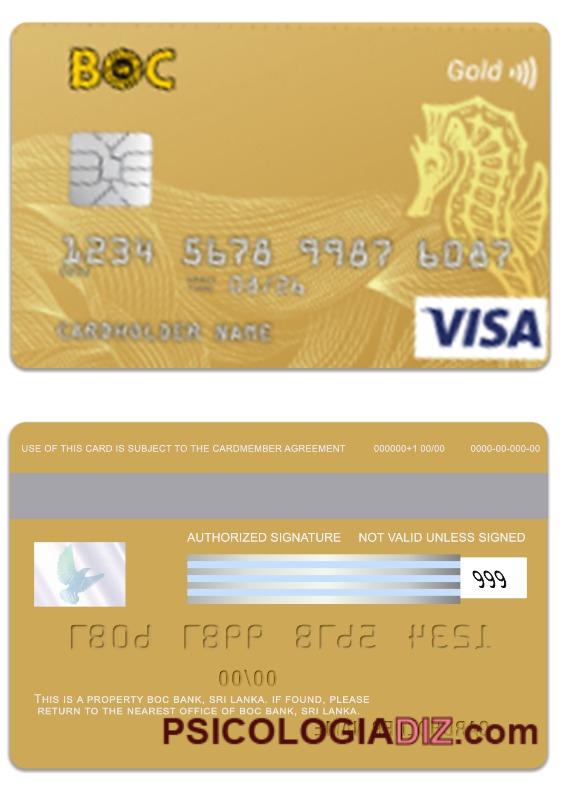 BOC
Gold
1234 5678 9987 6087
08/26
CARDHOLDER NAME
VISA
USE OF THIS CARD IS SUBJECT TO THE CARDMEMBER AGREEMENT 000000+1 00/00 0000-00-000-00
AUTHORIZED SIGNATURE NOT VALID UNLESS SIGNED
999
00/00
THIS IS A PROPERTY BOC BANK, SRI LANKA. IF FOUND, PLEASE
RETURN TO THE NEAREST OFFICE OF BOC BANK, SRI LANKA.
PSICOLOGIADIZ.com